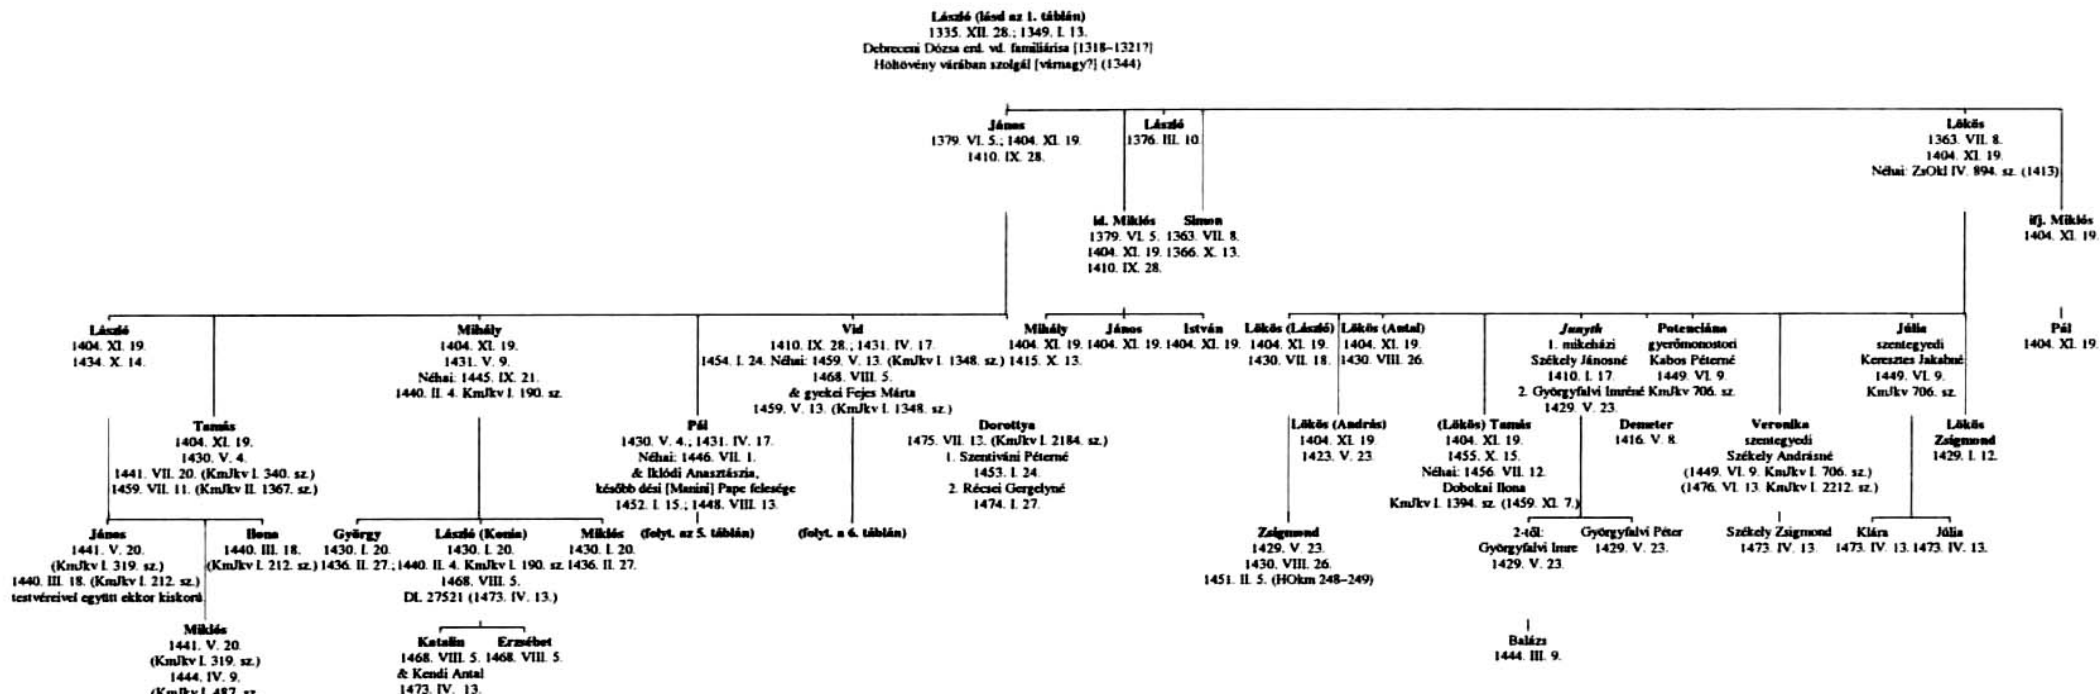 László (lásd az 1. táblán)
1335. XII. 28.; 1349. I. 13.
Debreceni Dózsa erd. vd. familiárisa [1318–1321?]
Höltövény várában szolgál [várnagy?] (1344)
János
1379. VI. 5.; 1404. XI. 19.
1410. IX. 28.
László
1376. III. 10.
Lökös
1363. VII. 8.
1404. XI. 19.
Néhai: ZsOkl IV. 894. sz. (1413)
id. Miklós
1379. VI. 5.
1404. XI. 19.
1410. IX. 28.
Simon
1363. VII. 8.
1366. X. 13.
ifj. Miklós
1404. XI. 19.
László
1404. XI. 19.
1434. X. 14.
Mihály
1404. XI. 19.
1431. V. 9.
Néhai: 1445. IX. 21.
1440. II. 4. KmJkv I. 190. sz.
Vid
1410. IX. 28.; 1431. IV. 17.
1454. I. 24. Néhai: 1459. V. 13. (KmJkv I. 1348. sz.)
1468. VIII. 5.
& gyekei Fejes Márta
1459. V. 13. (KmJkv I. 1348. sz.)
Mihály
1404. XI. 19.
1415. X. 13.
János
1404. XI. 19.
István
1404. XI. 19.
Lökös (László)
1404. XI. 19.
1430. VII. 18.
Lökös (Antal)
1404. XI. 19.
1430. VIII. 26.
Junyth
1. mikeházi
Székely Jánosné
1410. I. 17.
2. Györgyfalvi Imréné
1429. V. 23.
Potenciána
gyerőmonostori
Kabos Péterné
1449. VI. 9.
KmJkv 706. sz.
Júlia
szentegyedi
Keresztes Jakabné
1449. VI. 9.
KmJkv 706. sz.
Pál
1404. XI. 19.
Tamás
1404. XI. 19.
1430. V. 4.
1441. VII. 20. (KmJkv I. 340. sz.)
1459. VII. 11. (KmJkv II. 1367. sz.)
Pál
1430. V. 4.; 1431. IV. 17.
Néhai: 1446. VII. 1.
& Iklódi Anasztászia,
később dési [Manini] Pape felesége
1452. I. 15.; 1448. VIII. 13.
Dorottya
1475. VII. 13. (KmJkv I. 2184. sz.)
1. Szentiváni Péterné
1453. I. 24.
2. Récsei Gergelyné
1474. I. 27.
Lökös (András)
1404. XI. 19.
1423. V. 23.
(Lökös) Tamás
1404. XI. 19.
1455. X. 15.
Néhai: 1456. VII. 12.
Dobokai Ilona
KmJkv I. 1394. sz. (1459. XI. 7.)
Demeter
1416. V. 8.
Veronika
szentegyedi
Székely Andrásné
(1449. VI. 9. KmJkv I. 706. sz.)
(1476. VI. 13. KmJkv I. 2212. sz.)
Lökös
Zsigmond
1429. I. 12.
János
1441. V. 20.
(KmJkv I. 319. sz.)
1440. III. 18. (KmJkv I. 212. sz.)
testvéreivel együtt ekkor kiskorú
Ilona
1440. III. 18.
(KmJkv I. 212. sz.)
György
1430. I. 20.
1436. II. 27.;
László (Konia)
1430. I. 20.
1440. II. 4. KmJkv I. 190. sz.
1468. VIII. 5.
DL 27521 (1473. IV. 13.)
Miklós
1430. I. 20.
1436. II. 27.
(folyt. az 5. táblán)
(folyt. a 6. táblán)
Zsigmond
1429. V. 23.
1430. VIII. 26.
1451. II. 5. (HOkm 248–249)
2-től:
Györgyfalvi Imre
1429. V. 23.
Györgyfalvi Péter
1429. V. 23.
Székely Zsigmond
1473. IV. 13.
Klára
1473. IV. 13.
Júlia
1473. IV. 13.
Miklós
1441. V. 20.
(KmJkv I. 319. sz.)
1444. IV. 9.
(KmJkv I. 487. sz.
Katalin
1468. VIII. 5.
& Kendi Antal
1473. IV. 13.
Erzsébet
1468. VIII. 5.
Balázs
1444. III. 9.